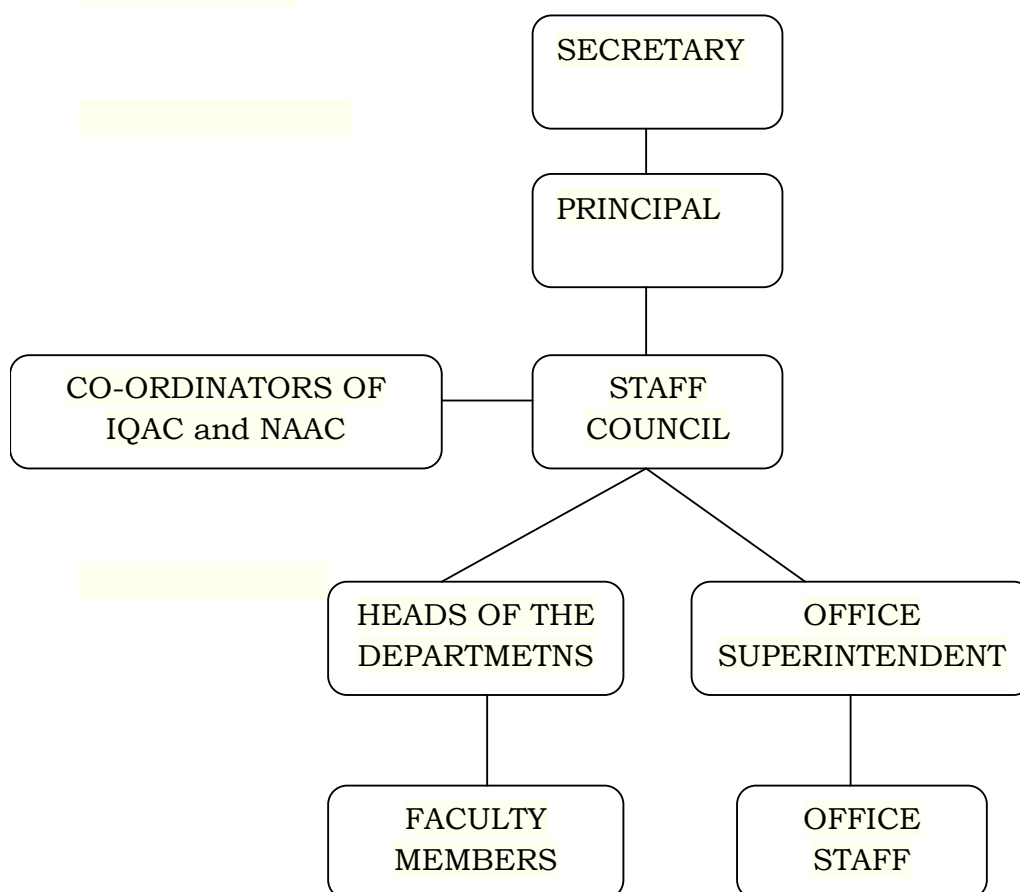 SECRETARY
PRINCIPAL
CO-ORDINATORS OF
IQAC and NAAC
STAFF
COUNCIL
HEADS OF THE
DEPARTMETNS
OFFICE
SUPERINTENDENT
FACULTY
MEMBERS
OFFICE
STAFF